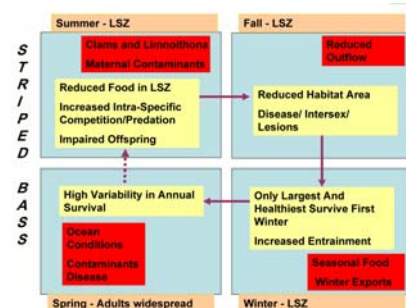 Summer - LSZ
Fall - LSZ
STRIPED
BASS
Clams and Limnoithona
Maternal Contaminants
Reduced Food in LSZ
Increased Intra-Specific
Competition/Predation
Impaired Offspring
Reduced
Outflow
Reduced Habitat Area
Disease/ Intersex/
Lesions
High Variability in Annual
Survival
Ocean
Conditions
Contaminants
Disease
Only Largest And
Healthiest Survive First
Winter
Increased Entrainment
Seasonal Food
Winter Exports
Spring - Adults widespread
Winter - LSZ